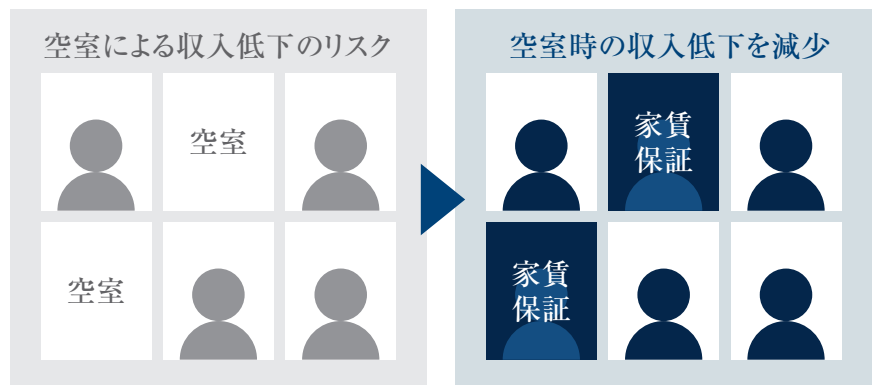 空室による収入低下のリスク
空室
空室
空室時の収入低下を減少
家賃
保証
家賃
保証